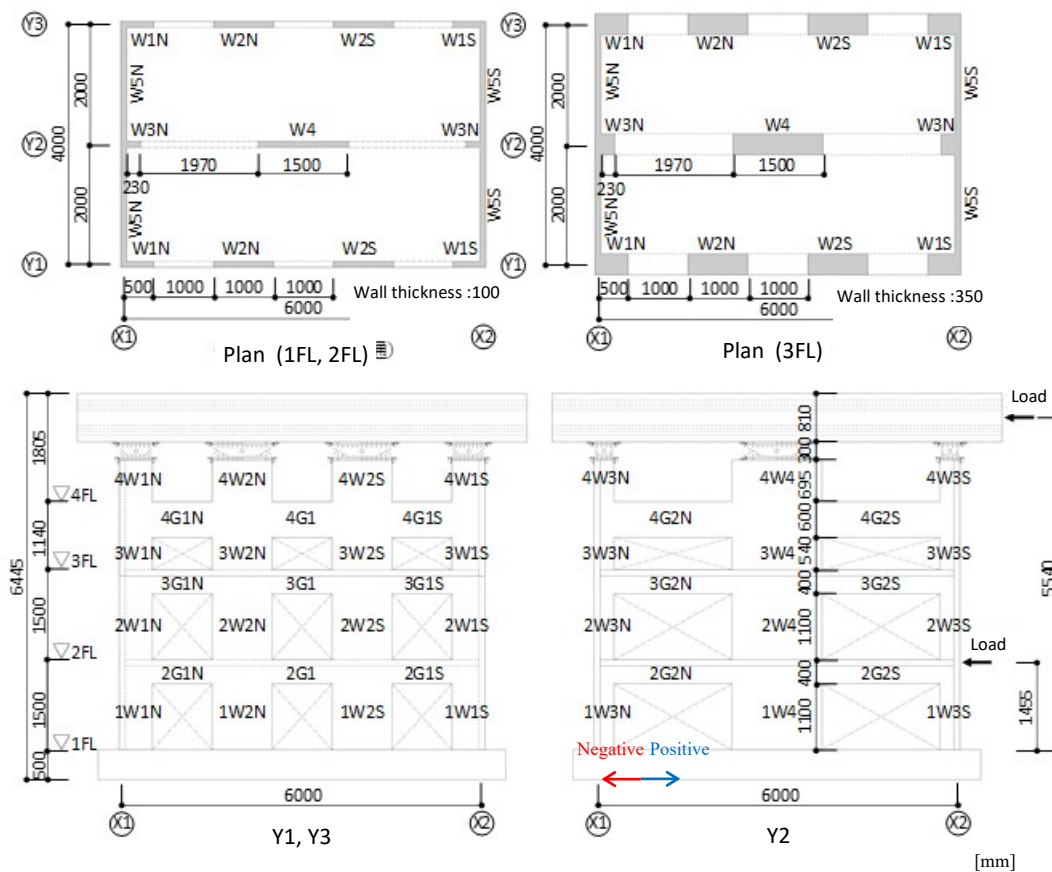 Y3
W1N W2N W2S W1S
W5N W5S
2000
W3N W4 W3N
Y2
4000
1970 1500
230
2000
W5N W5S
W1N W2N W2S W1S
Y1
500 1000 1000 1000
Wall thickness :100
6000
X1 X2
Plan (1FL, 2FL)
Y3
W1N W2N W2S W1S
W5N W5S
2000
W3N W4 W3N
Y2
4000
1970 1500
230
2000
W5N W5S
W1N W2N W2S W1S
Y1
500 1000 1000 1000
Wall thickness :350
6000
X1 X2
Plan (3FL)
1805
4W1N 4W2N 4W2S 4W1S
4FL
4G1N 4G1 4G1S
1140
3W1N 3W2N 3W2S 3W1S
3FL
3G1N 3G1 3G1S
6445
1500
2W1N 2W2N 2W2S 2W1S
2FL
2G1N 2G1 2G1S
1500
1W1N 1W2N 1W2S 1W1S
1FL
500
6000
X1 X2
Y1, Y3
Load
810
300
4W3N 4W4 4W3S
695
4G2N 4G2S
600
3W3N 3W4 3W3S
540
3G2N 3G2S
400
5540
2W3N 2W4 2W3S
1100
Load
2G2N 2G2S
400
1W3N 1W4 1W3S
1100
1455
Negative Positive
6000
X1 X2
Y2
[mm]